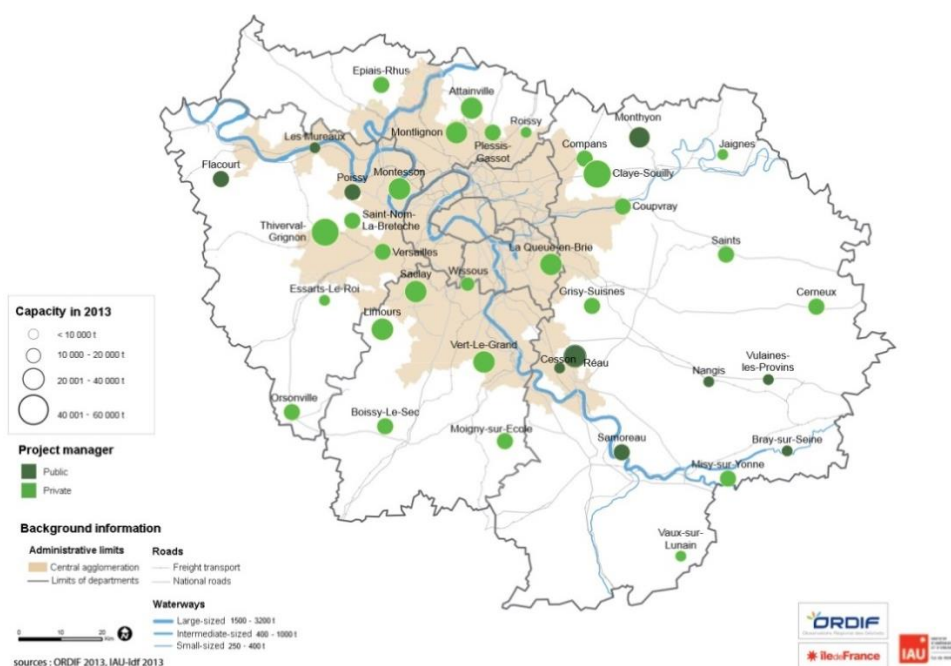 Epiais-Rhus
Attainville
Montlignon
Plessis-
Gassot
Roissy
Monthyon
Compans
Claye-Souilly
Jaignes
Les Mureaux
Flacourt
Poissy
Montesson
Coupvray
Saint-Nom-
La-Breteche
Thiverval-
Grignon
Versailles
La Queue-en-Brie
Saints
Saclay
Wissous
Essarts-Le-Roi
Grisy-Suisnes
Cerneux
Limours
Vert-Le-Grand
Cesson
Réau
Nangis
Vulaines-
les-Provins
Orsonville
Boissy-Le-Sec
Moigny-sur-Ecole
Samoreau
Bray-sur-Seine
Misy-sur-Yonne
Vaux-sur-
Lunain
Capacity in 2013
< 10 000 t
10 000 - 20 000 t
20 001 - 40 000 t
40 001 - 60 000 t
Project manager
Public
Private
Background information
Administrative limits
Central agglomeration
Limits of departments
Roads
Freight transport
National roads
Waterways
Large-sized 1500 - 3200 t
Intermediate-sized 400 - 1000 t
Small-sized 250 - 400 t
0 10 20
Km
sources : ORDIF 2013, IAU-Idf 2013
ORDIF
îledeFrance
IAU